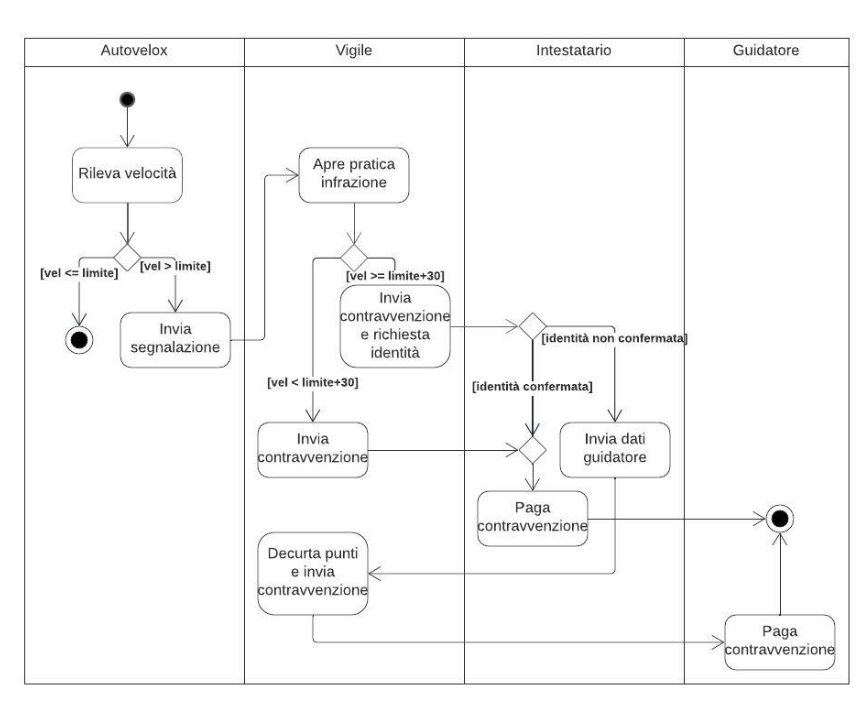 Autovelox
Vigile
Intestatario
Guidatore
Rileva velocità
Apre pratica
infrazione
[vel <= limite]
[vel > limite]
[vel >= limite+30]
Invia
segnalazione
Invia
contravvenzione
e richiesta
identità
[identità non confermata]
[vel < limite+30]
[identità confermata]
Invia
contravvenzione
Invia dati
guidatore
Paga
contravvenzione
Decurta punti
e invia
contravvenzione
Paga
contravvenzione